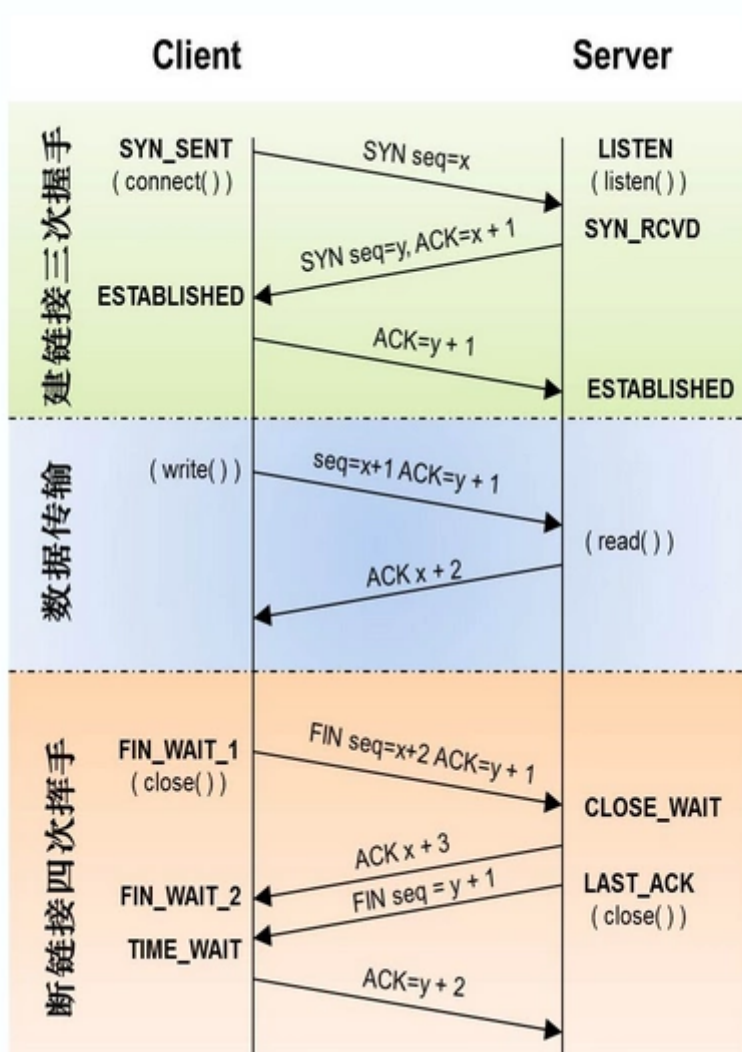 Client
Server
建链接三次握手
SYN_SENT
( connect( ) )
SYN seq=x
LISTEN
( listen( ) )
SYN_RCVD
SYN seq=y, ACK=x + 1
ESTABLISHED
ACK=y + 1
ESTABLISHED
数据传输
( write( ) )
seq=x+1 ACK=y + 1
( read( ) )
ACK x + 2
断链接四次挥手
FIN_WAIT_1
( close( ) )
FIN seq=x+2 ACK=y + 1
CLOSE_WAIT
ACK x + 3
FIN_WAIT_2
FIN seq = y + 1
LAST_ACK
( close( ) )
TIME_WAIT
ACK=y + 2